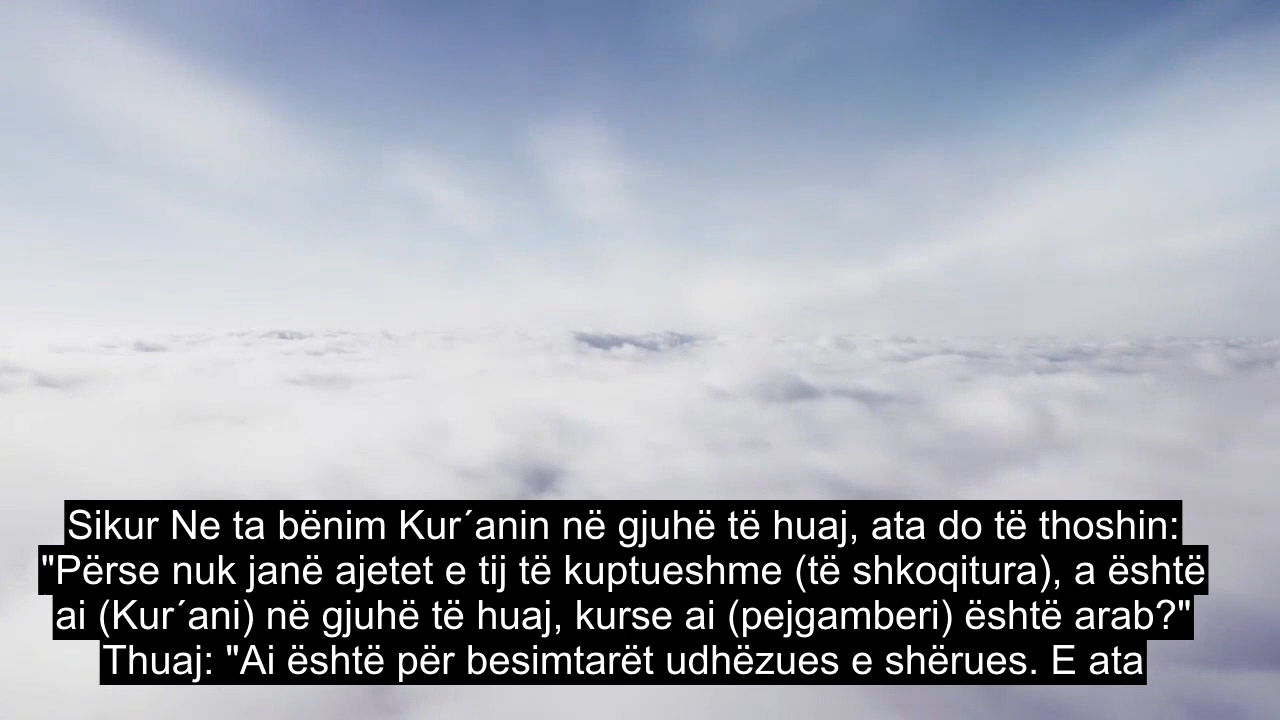 Sikur Ne ta bënim Kur´anin në gjuhë të huaj, ata do të thoshin:
"Përse nuk janë ajetet e tij të kuptueshme (të shkoqitura), a është
ai (Kur´ani) në gjuhë të huaj, kurse ai (pejgamberi) është arab?"
Thuaj: "Ai është për besimtarët udhëzues e shërues. E ata